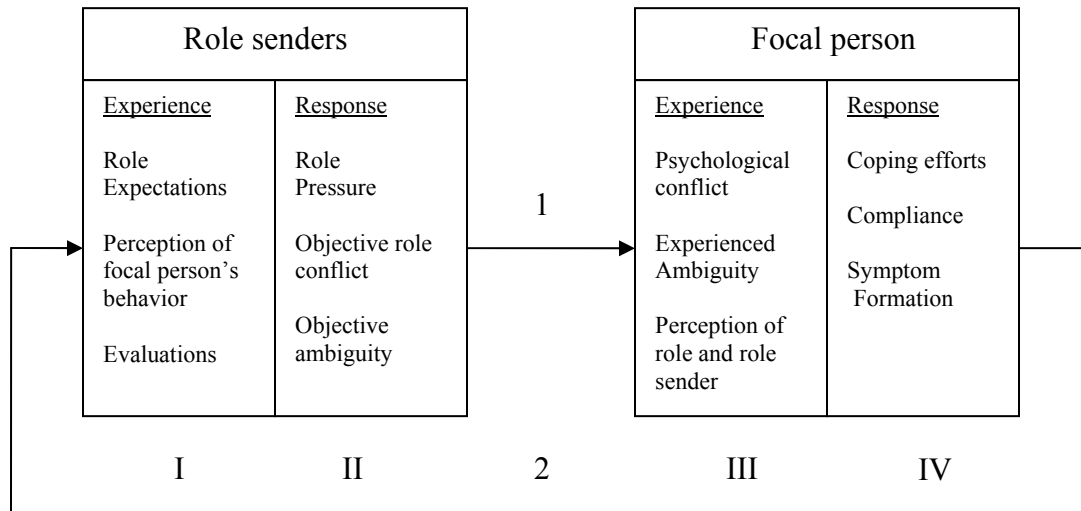 Role senders
Experience
Role
Expectations
Perception of
focal person's
behavior
Evaluations
Response
Role
Pressure
Objective role
conflict
Objective
ambiguity
1
Focal person
Experience
Psychological
conflict
Experienced
Ambiguity
Perception of
role and role
sender
Response
Coping efforts
Compliance
Symptom
Formation
I
II
2
III
IV